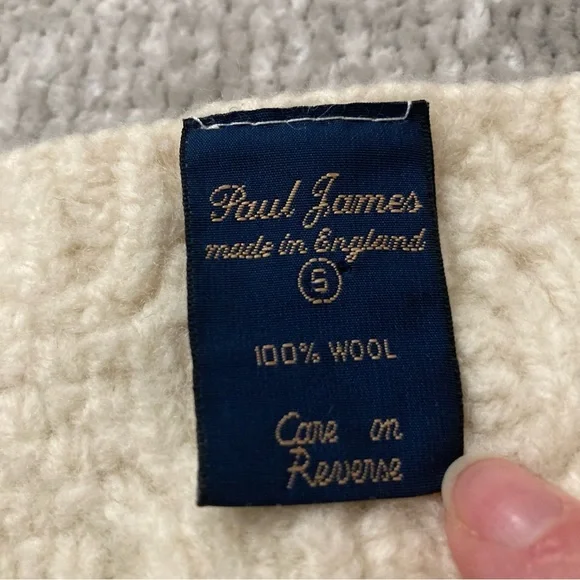 Paul James
made in England
S
100% WOOL
Care on
Reverse